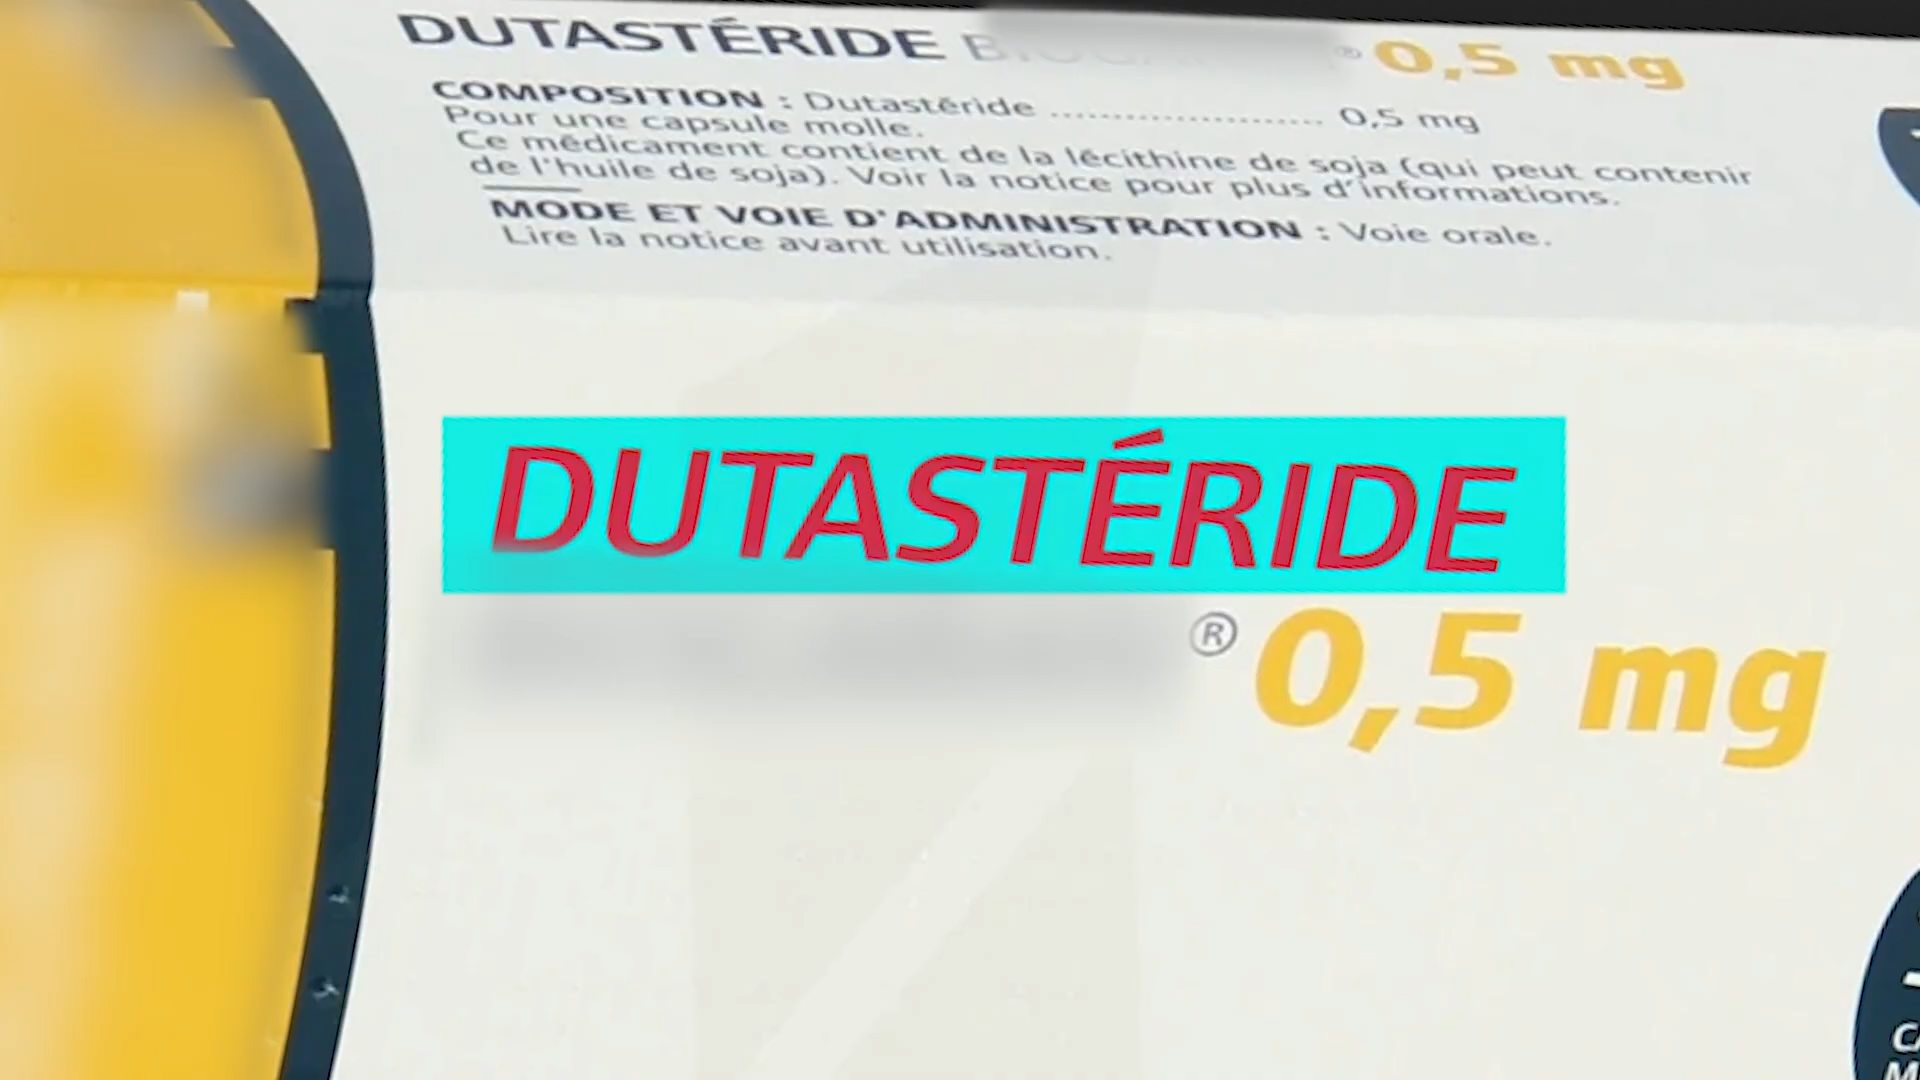 DUTASTÉRIDE ® 0,5 mg
COMPOSITION : Dutastéride ........................ 0,5 mg
Pour une capsule molle.
Ce médicament contient de la lécithine de soja (qui peut contenir
de l'huile de soja). Voir la notice pour plus d'informations.
MODE ET VOIE D'ADMINISTRATION : Voie orale.
Lire la notice avant utilisation.
DUTASTÉRIDE
® 0,5 mg